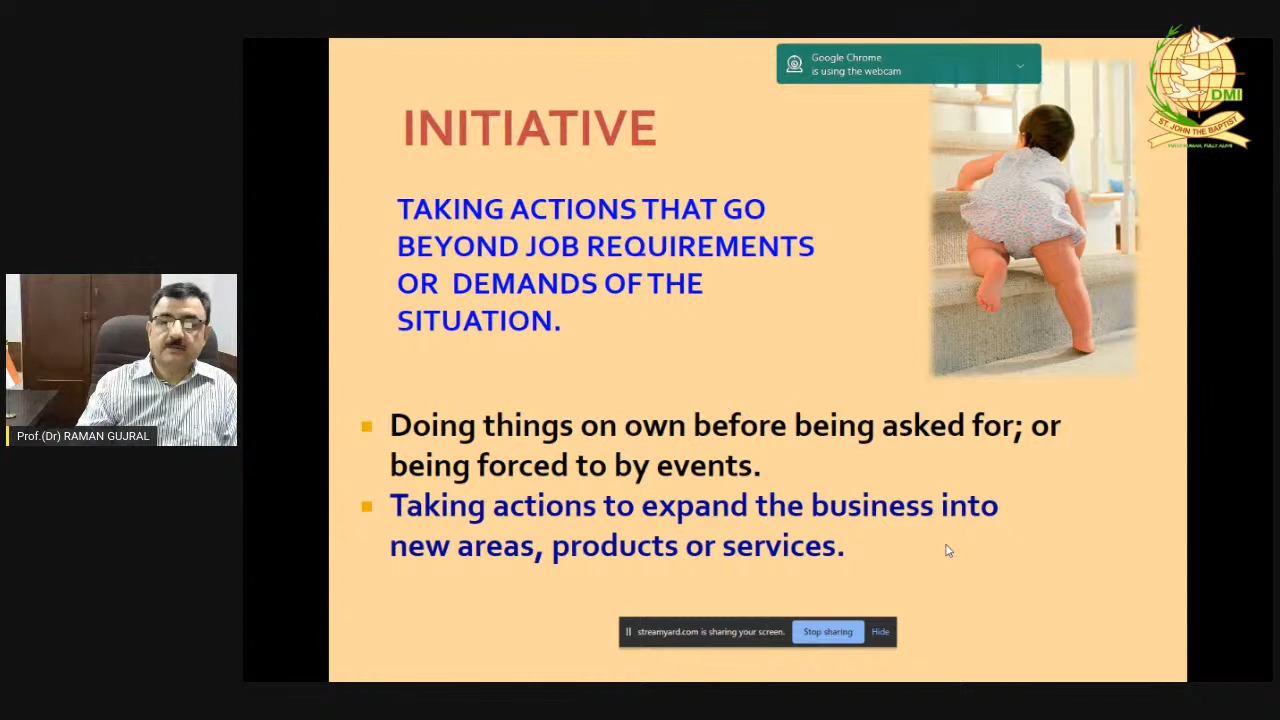 Google Chrome
is using the webcam
DMI
ST. JOHN THE BAPTIST
INITIATIVE
TAKING ACTIONS THAT GO
BEYOND JOB REQUIREMENTS
OR DEMANDS OF THE
SITUATION.
Prof.(Dr) RAMAN GUJRAL
Doing things on own before being asked for; or
being forced to by events.
Taking actions to expand the business into
new areas, products or services.
streamyard.com is sharing your screen.
Stop sharing
Hide